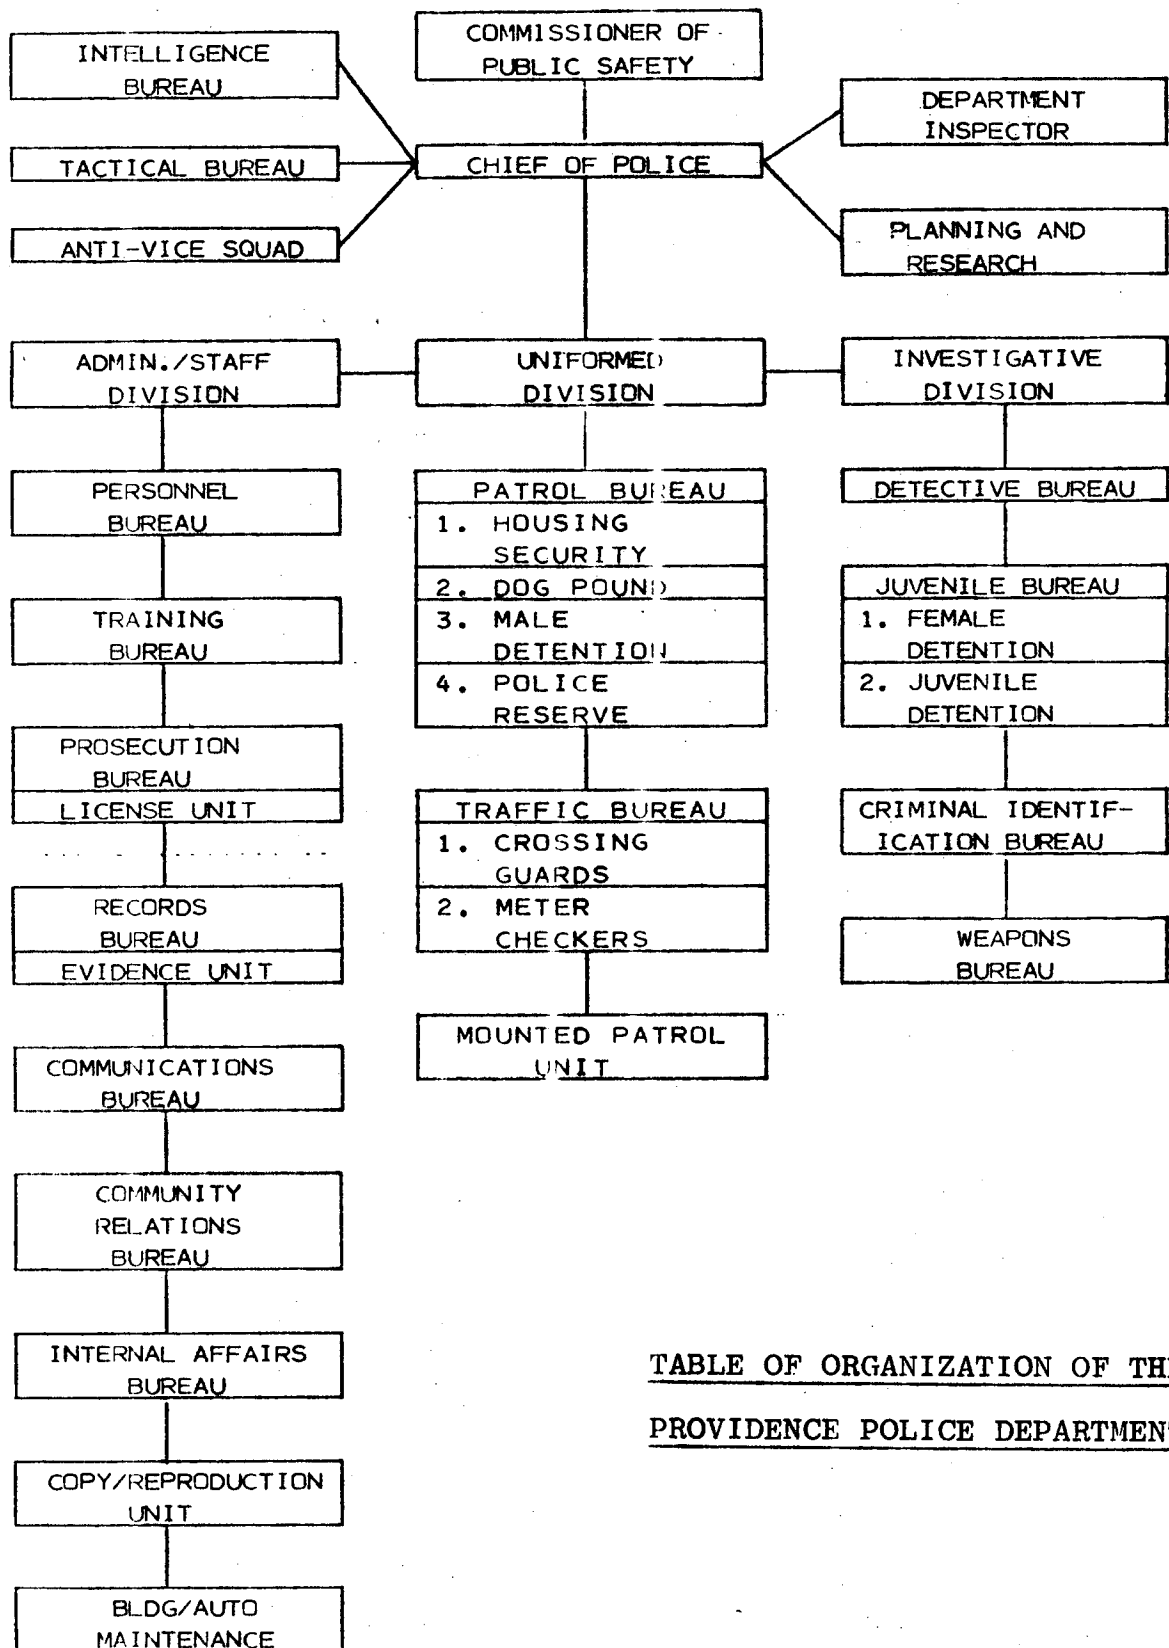 COMMISSIONER OF
PUBLIC SAFETY
INTELLIGENCE
BUREAU
TACTICAL BUREAU
ANTI-VICE SQUAD
CHIEF OF POLICE
DEPARTMENT
INSPECTOR
PLANNING AND
RESEARCH
ADMIN./STAFF
DIVISION
UNIFORMED
DIVISION
INVESTIGATIVE
DIVISION
PERSONNEL
BUREAU
TRAINING
BUREAU
PROSECUTION
BUREAU
LICENSE UNIT
RECORDS
BUREAU
EVIDENCE UNIT
COMMUNICATIONS
BUREAU
COMMUNITY
RELATIONS
BUREAU
INTERNAL AFFAIRS
BUREAU
COPY/REPRODUCTION
UNIT
BLDG/AUTO
MAINTENANCE
PATROL BUREAU
1. HOUSING
SECURITY
2. DOG POUND
3. MALE
DETENTION
4. POLICE
RESERVE
TRAFFIC BUREAU
1. CROSSING
GUARDS
2. METER
CHECKERS
MOUNTED PATROL
UNIT
DETECTIVE BUREAU
JUVENILE BUREAU
1. FEMALE
DETENTION
2. JUVENILE
DETENTION
CRIMINAL IDENTIF-
ICATION BUREAU
WEAPONS
BUREAU
TABLE OF ORGANIZATION OF THE
PROVIDENCE POLICE DEPARTMENT